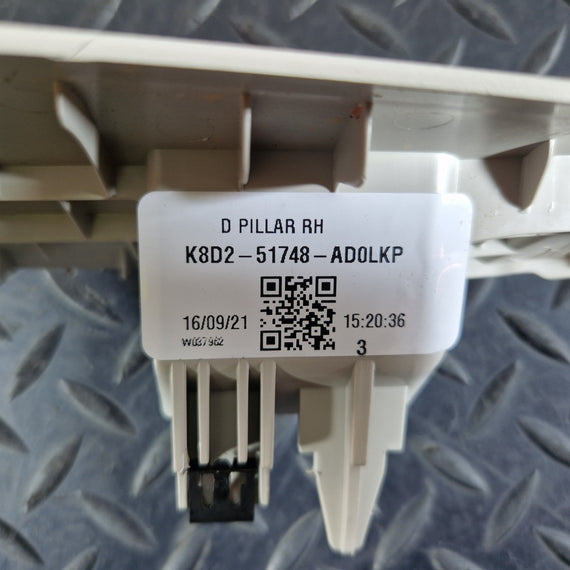 D PILLAR RH
K8D2-51748-AD0LKP
16/09/21 15:20:36
W037962 3